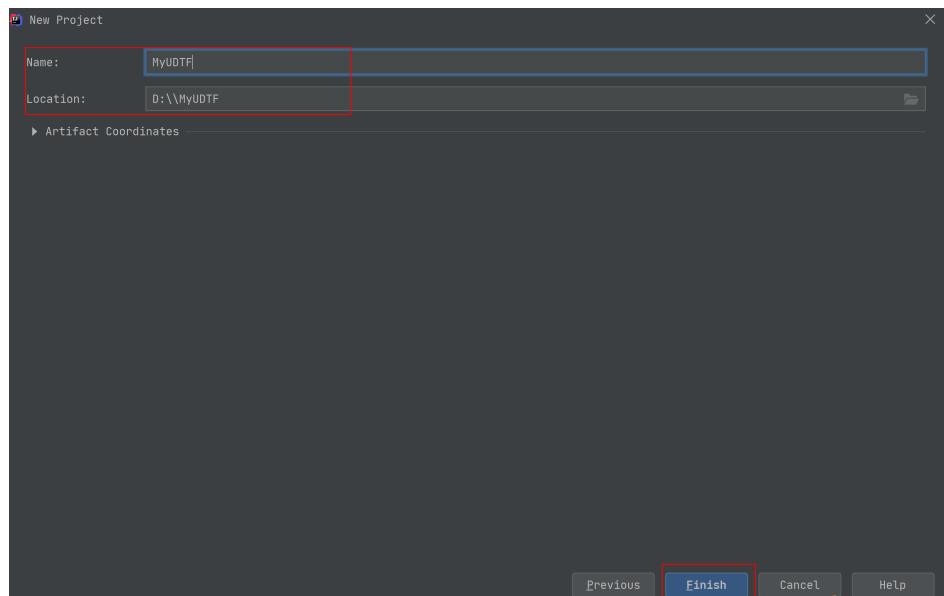 New Project
Name: MyUDTF
Location: D:\\MyUDTF
Artifact Coordinates
Previous Finish Cancel Help